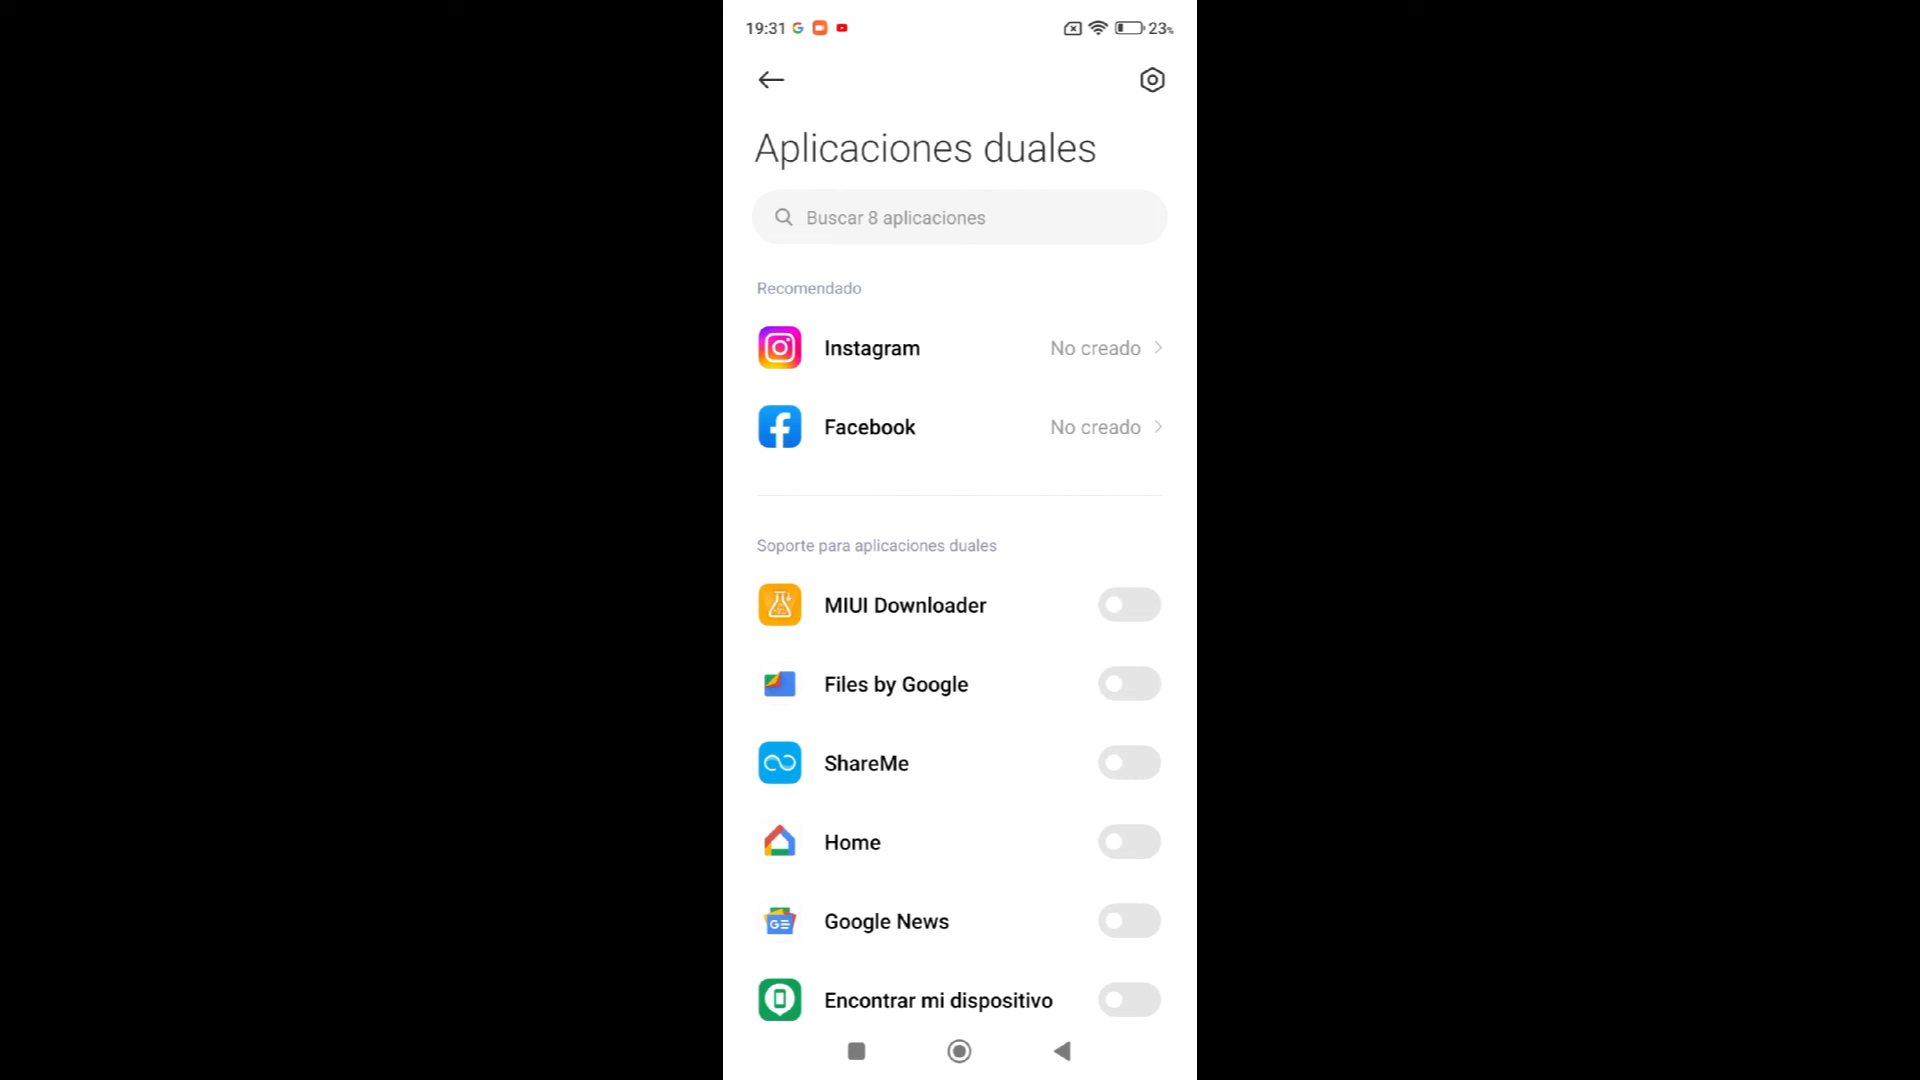 19:31 23%
Aplicaciones duales
Buscar 8 aplicaciones
Recomendado
Instagram No creado
Facebook No creado
Soporte para aplicaciones duales
MIUI Downloader
Files by Google
ShareMe
Home
Google News
Encontrar mi dispositivo